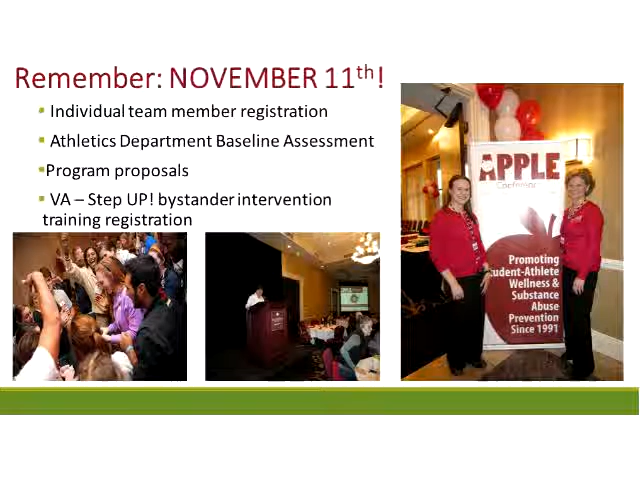 Remember: NOVEMBER 11th!
▪ Individual team member registration
▪ Athletics Department Baseline Assessment
▪Program proposals
▪ VA – Step UP! bystander intervention
training registration
APPLE
Conference
Promoting
Student-Athlete
Wellness &
Substance
Abuse
Prevention
Since 1991